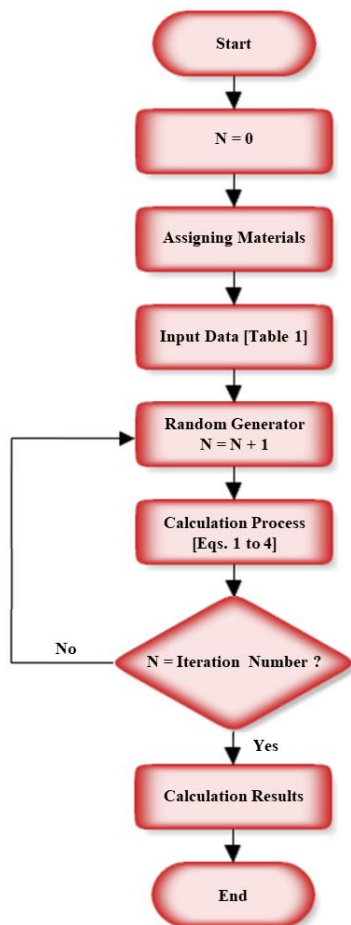 Start
N = 0
Assigning Materials
Input Data [Table 1]
Random Generator
N = N + 1
Calculation Process
[Eqs. 1 to 4]
N = Iteration Number ?
No
Yes
Calculation Results
End